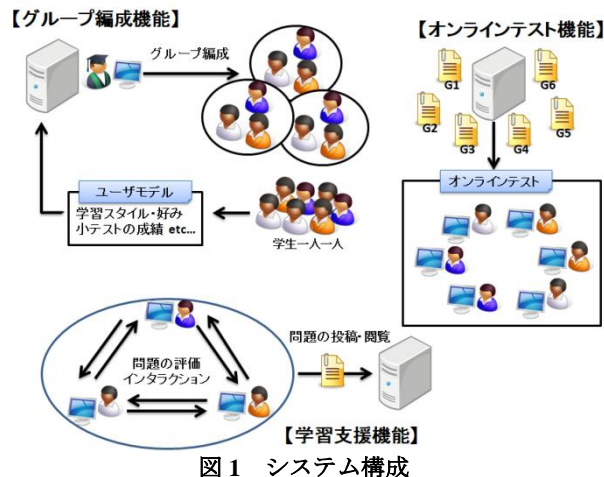 【グループ編成機能】
グループ編成
ユーザモデル
学習スタイル・好み
小テストの成績 etc...
学生一人一人
【オンラインテスト機能】
G1
G6
G2
G5
G3
G4
オンラインテスト
問題の評価
インタラクション
問題の投稿・閲覧
【学習支援機能】
図 1 システム構成